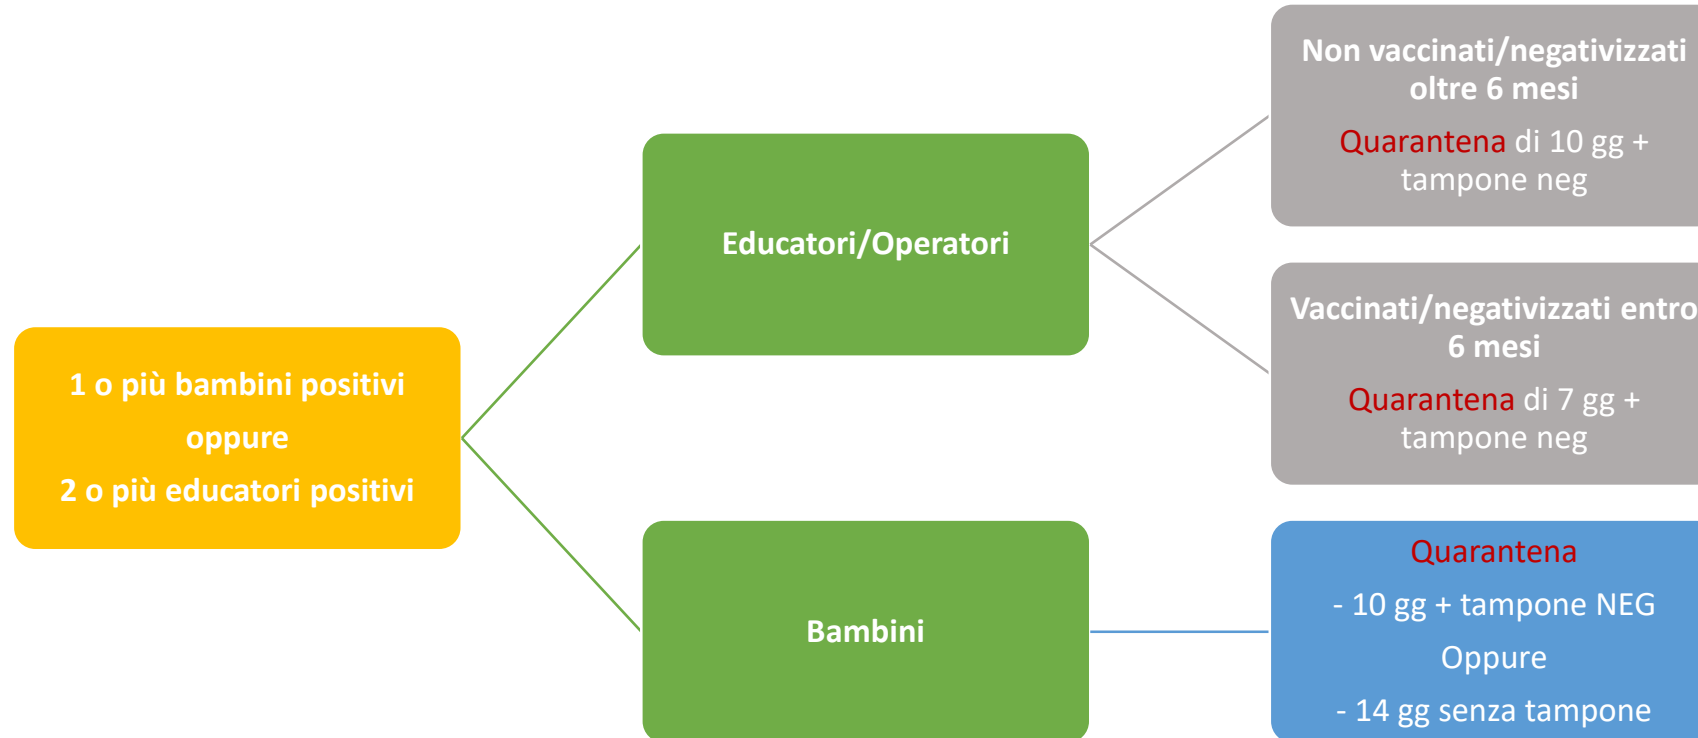 1 o più bambini positivi
oppure
2 o più educatori positivi
Educatori/Operatori
Non vaccinati/negativizzati
oltre 6 mesi
Quarantena di 10 gg +
tampone neg
Vaccinati/negativizzati entro
6 mesi
Quarantena di 7 gg +
tampone neg
Bambini
Quarantena
- 10 gg + tampone NEG
Oppure
- 14 gg senza tampone